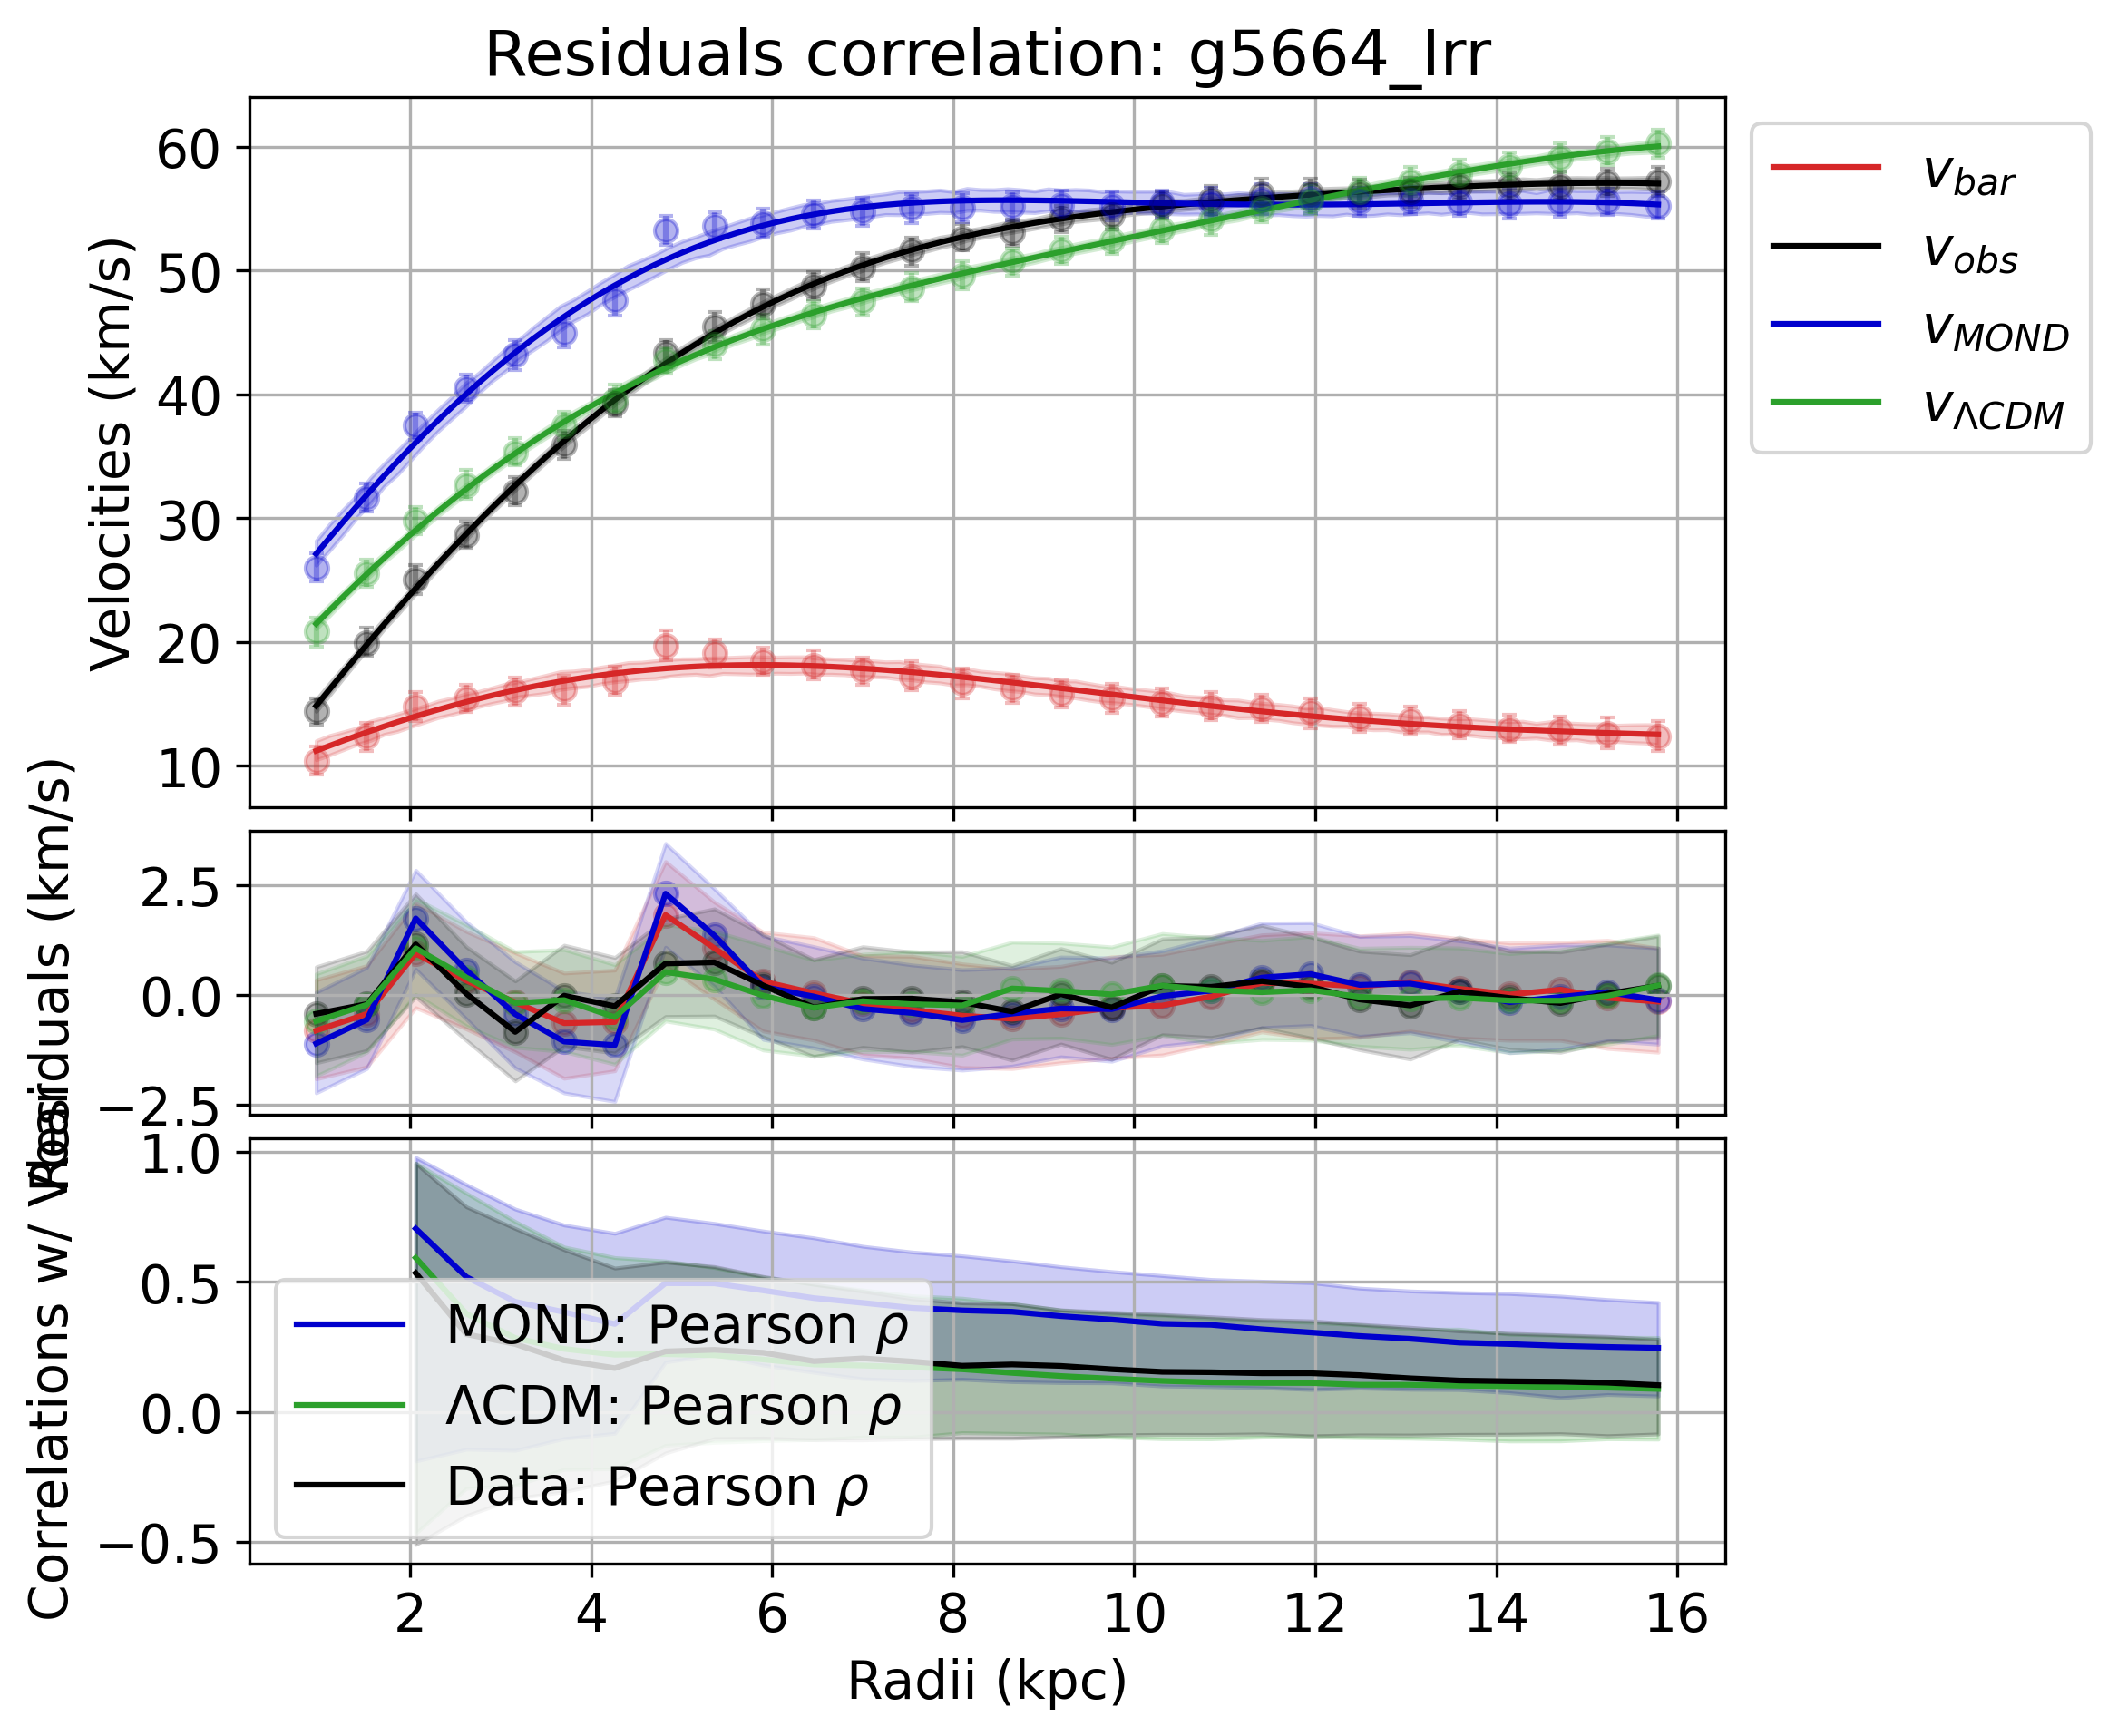 Residuals correlation: g5664_Irr
Velocities (km/s)
60
50
40
30
20
10
v_bar
v_obs
v_MOND
v_ΛCDM
Residuals (km/s)
2.5
0.0
−2.5
Correlations w/ Vbar
1.0
0.5
0.0
−0.5
MOND: Pearson ρ
ΛCDM: Pearson ρ
Data: Pearson ρ
2 4 6 8 10 12 14 16
Radii (kpc)